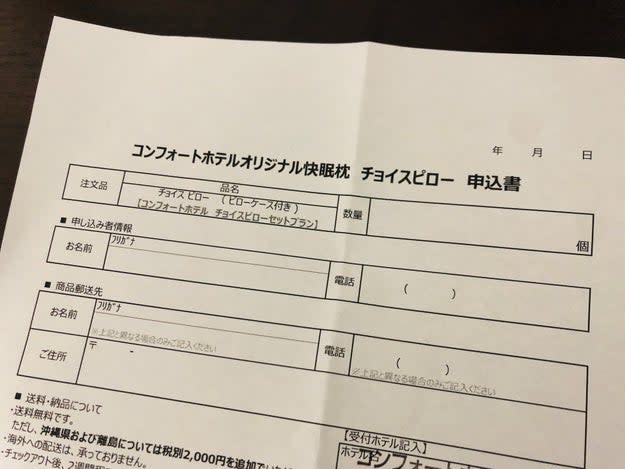 年 月 日
コンフォートホテルオリジナル快眠枕 チョイスピロー 申込書
注文品 品名 数量 個
チョイス ピロー (ピローケース付き)
【コンフォートホテル チョイスピローセットプラン】
■ 申し込み者情報
フリガナ
お名前 電話 ( )
■ 商品郵送先
フリガナ
お名前 電話 ( )
※上記と異なる場合のみご記入ください ※上記と異なる場合のみご記入ください
ご住所 〒 -
■ 送料・納品について
・送料無料です。
ただし、沖縄県および離島については税別2,000円を追加でいた
【受付ホテル記入】
・海外への配送は、承っておりません。
ホテル名 コンフォート
・チェックアウト後、2週間程